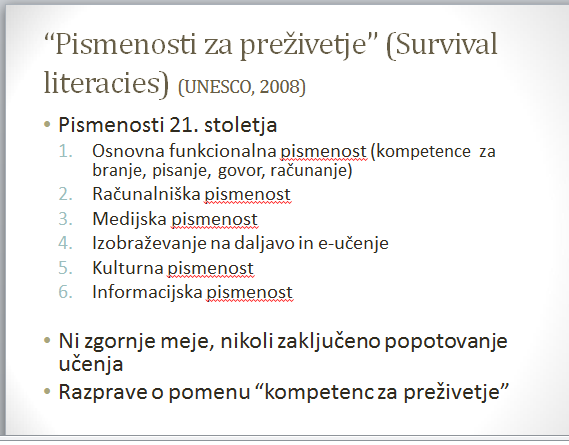 “Pismenosti za preživetje” (Survival
literacies) (UNESCO, 2008)
• Pismenosti 21. stoletja
1. Osnovna funkcionalna pismenost (kompetence za
branje, pisanje, govor, računanje)
2. Računalniška pismenost
3. Medijska pismenost
4. Izobraževanje na daljavo in e-učenje
5. Kulturna pismenost
6. Informacijska pismenost
• Ni zgornje meje, nikoli zaključeno popotovanje
učenja
• Razprave o pomenu “kompetenc za preživetje”